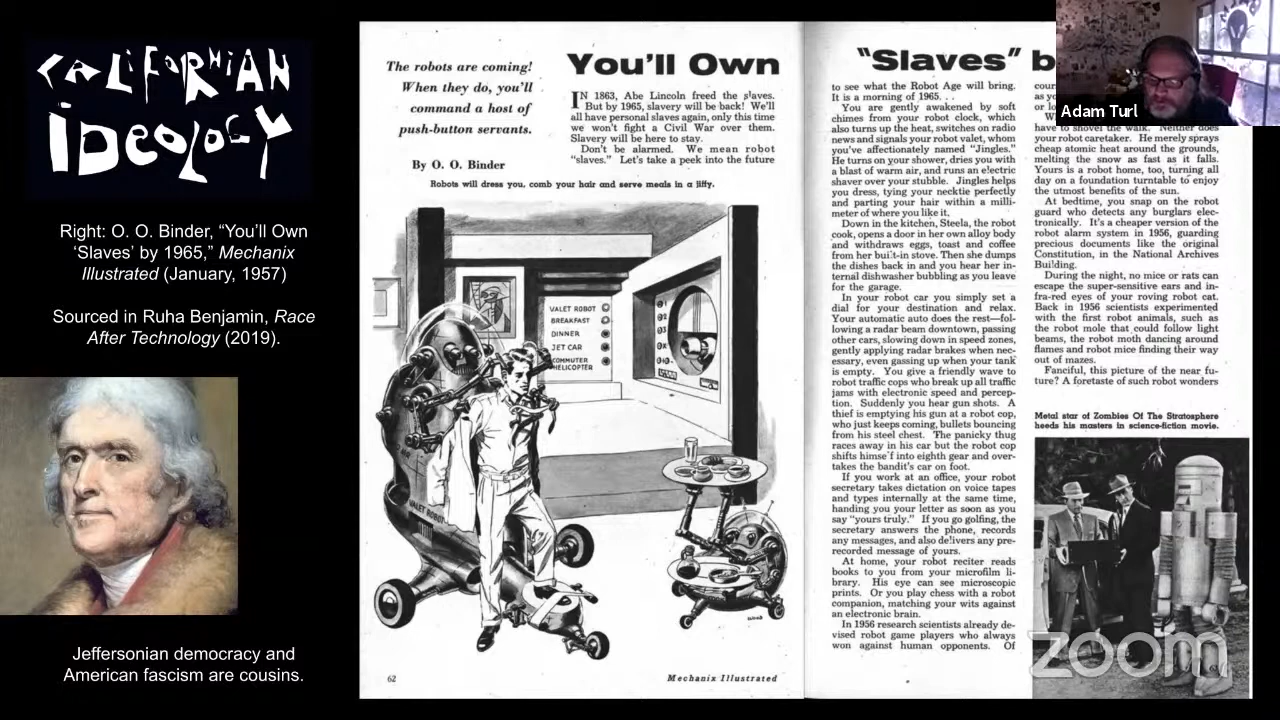 CALIFORNIAN
IDEOLOGY
Right: O. O. Binder, "You'll Own
'Slaves' by 1965," Mechanix
Illustrated (January, 1957)
Sourced in Ruha Benjamin, Race
After Technology (2019).
Jeffersonian democracy and
American fascism are cousins.
The robots are coming!
When they do, you'll
command a host of
push-button servants.
By O. O. Binder
You'll Own
IN 1863, Abe Lincoln freed the slaves.
But by 1965, slavery will be back! We'll
all have personal slaves again, only this time
we won't fight a Civil War over them.
Slavery will be here to stay.
Don't be alarmed. We mean robot
"slaves." Let's take a peek into the future
Robots will dress you, comb your hair and serve meals in a jiffy.
VALET ROBOT
BREAKFAST
DINNER
JET CAR
COMMUTER
HELICOPTER
VALET ROBOT
62
Mechanix Illustrated
"Slaves" b
to see what the Robot Age will bring.
It is a morning of 1965. . .
You are gently awakened by soft
chimes from your robot clock, which
also turns up the heat, switches on radio
news and signals your robot valet, whom
you've affectionately named "Jingles."
He turns on your shower, dries you with
a blast of warm air, and runs an electric
shaver over your stubble. Jingles helps
you dress, tying your necktie perfectly
and parting your hair within a milli-
meter of where you like it.
Down in the kitchen, Steela, the robot
cook, opens a door in her own alloy body
and withdraws eggs, toast and coffee
from her built-in stove. Then she dumps
the dishes back in and you hear her in-
ternal dishwasher bubbling as you leave
for the garage.
In your robot car you simply set a
dial for your destination and relax.
Your automatic auto does the rest—fol-
lowing a radar beam downtown, passing
other cars, slowing down in speed zones,
gently applying radar brakes when nec-
essary, even gassing up when your tank
is empty. You give a friendly wave to
robot traffic cops who break up all traffic
jams with electronic speed and percep-
tion. Suddenly you hear gun shots. A
thief is emptying his gun at a robot cop,
who just keeps coming, bullets bouncing
from his steel chest. The panicky thug
races away in his car but the robot cop
shifts himself into eighth gear and over-
takes the bandit's car on foot.
If you work at an office, your robot
secretary takes dictation on voice tapes
and types internally at the same time,
handing you your letter as soon as you
say "yours truly." If you go golfing, the
secretary answers the phone, records
any messages, and also delivers any pre-
recorded message of yours.
At home, your robot reciter reads
books to you from your microfilm li-
brary. His eye can see microscopic
prints. Or you play chess with a robot
companion, matching your wits against
an electronic brain.
In 1956 research scientists already de-
vised robot game players who always
won against human opponents. Of
cour
as yo
or lo
W
have to shovel the walk. Neither does
your caretaker. He merely sprays
cheap atomic heat around the grounds,
melting the snow as fast as it falls.
Yours is a robot home, too, turning all
day on a foundation turntable to enjoy
the utmost benefits of the sun.
At bedtime, you snap on the robot
guard who detects any burglars elec-
tronically. It's a cheaper version of the
robot alarm system in 1956, guarding
precious documents like the original
Constitution, in the National Archives
Building.
During the night, no mice or rats can
escape the super-sensitive ears and in-
fra-red eyes of your roving robot cat.
Back in 1956 scientists experimented
with the first robot animals, such as
the robot mole that could follow light
beams, the robot moth dancing around
flames and robot mice finding their way
out of mazes.
Fanciful, this picture of the near fu-
ture? A foretaste of such robot wonders
Metal star of Zombies Of The Stratosphere
heeds his masters in science-fiction movie.
Adam Turl
zoom